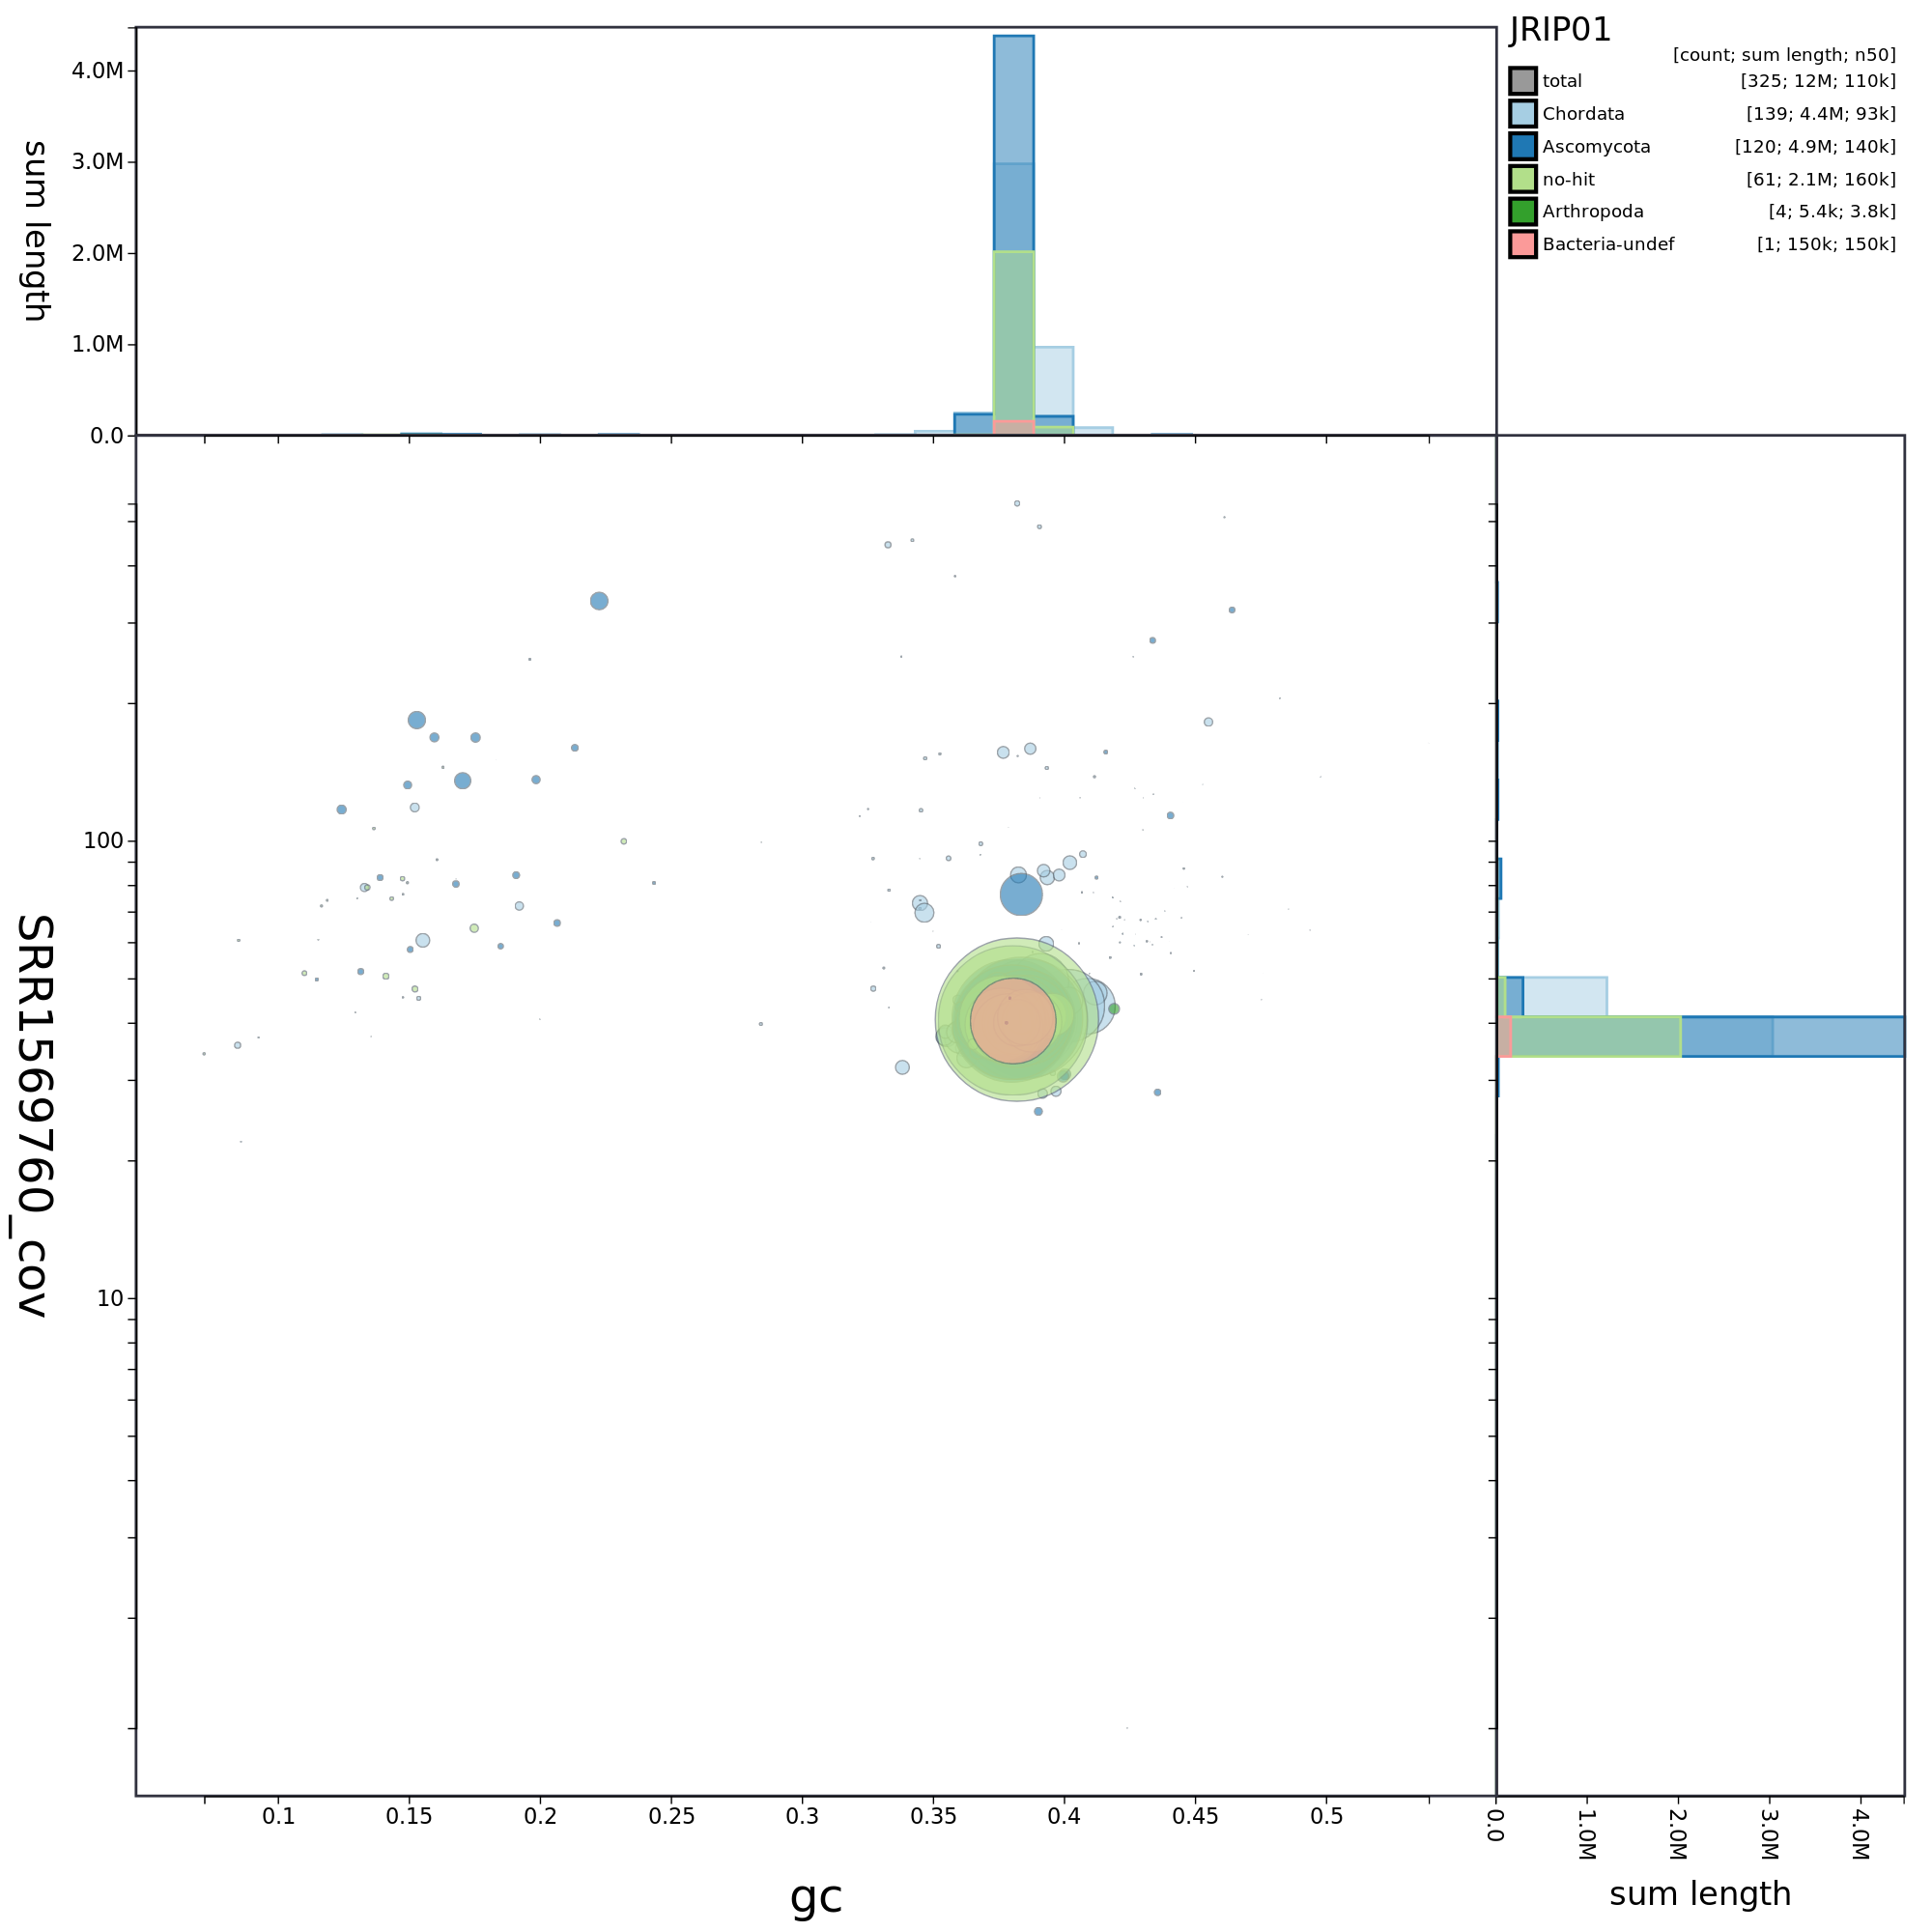 JRIP01
[count; sum length; n50]
total [325; 12M; 110k]
Chordata [139; 4.4M; 93k]
Ascomycota [120; 4.9M; 140k]
no-hit [61; 2.1M; 160k]
Arthropoda [4; 5.4k; 3.8k]
Bacteria-undef [1; 150k; 150k]
sum length
4.0M
3.0M
2.0M
1.0M
0.0
SRR1569760_cov
100
10
0.1 0.15 0.2 0.25 0.3 0.35 0.4 0.45 0.5
gc
0.0 1.0M 2.0M 3.0M 4.0M
sum length